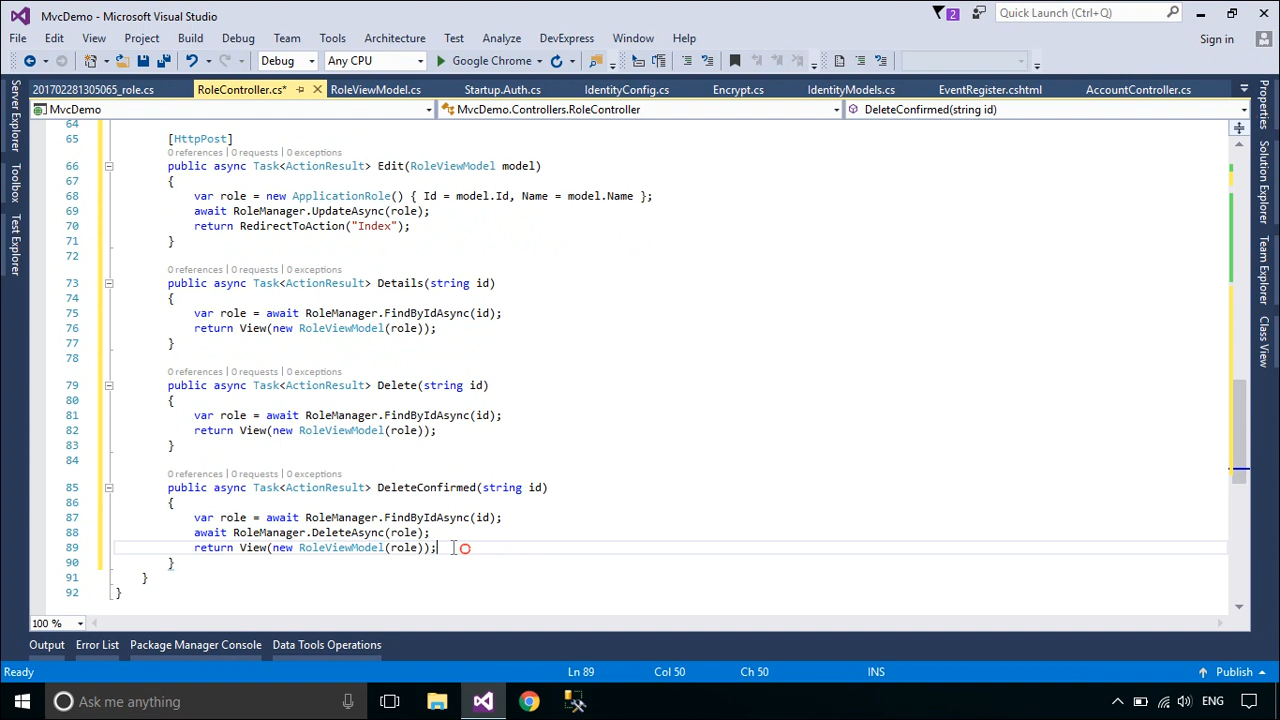 MvcDemo - Microsoft Visual Studio
2
Quick Launch (Ctrl+Q)
File Edit View Project Build Debug Team Tools Architecture Test Analyze DevExpress Window Help
Sign in
Debug Any CPU Google Chrome
201702281305065_role.cs RoleController.cs* RoleViewModel.cs Startup.Auth.cs IdentityConfig.cs Encrypt.cs IdentityModels.cs EventRegister.cshtml AccountController.cs
MvcDemo MvcDemo.Controllers.RoleController DeleteConfirmed(string id)
Server Explorer
Toolbox
Test Explorer
Properties
Solution Explorer
Team Explorer
Class View
64
65 [HttpPost]
0 references | 0 requests | 0 exceptions
66 public async Task<ActionResult> Edit(RoleViewModel model)
67 {
68 var role = new ApplicationRole() { Id = model.Id, Name = model.Name };
69 await RoleManager.UpdateAsync(role);
70 return RedirectToAction("Index");
71 }
72
0 references | 0 requests | 0 exceptions
73 public async Task<ActionResult> Details(string id)
74 {
75 var role = await RoleManager.FindByIdAsync(id);
76 return View(new RoleViewModel(role));
77 }
78
0 references | 0 requests | 0 exceptions
79 public async Task<ActionResult> Delete(string id)
80 {
81 var role = await RoleManager.FindByIdAsync(id);
82 return View(new RoleViewModel(role));
83 }
84
0 references | 0 requests | 0 exceptions
85 public async Task<ActionResult> DeleteConfirmed(string id)
86 {
87 var role = await RoleManager.FindByIdAsync(id);
88 await RoleManager.DeleteAsync(role);
89 return View(new RoleViewModel(role));
90 }
91 }
92 }
100 %
Output Error List Package Manager Console Data Tools Operations
Ready Ln 89 Col 50 Ch 50 INS Publish
Ask me anything ENG